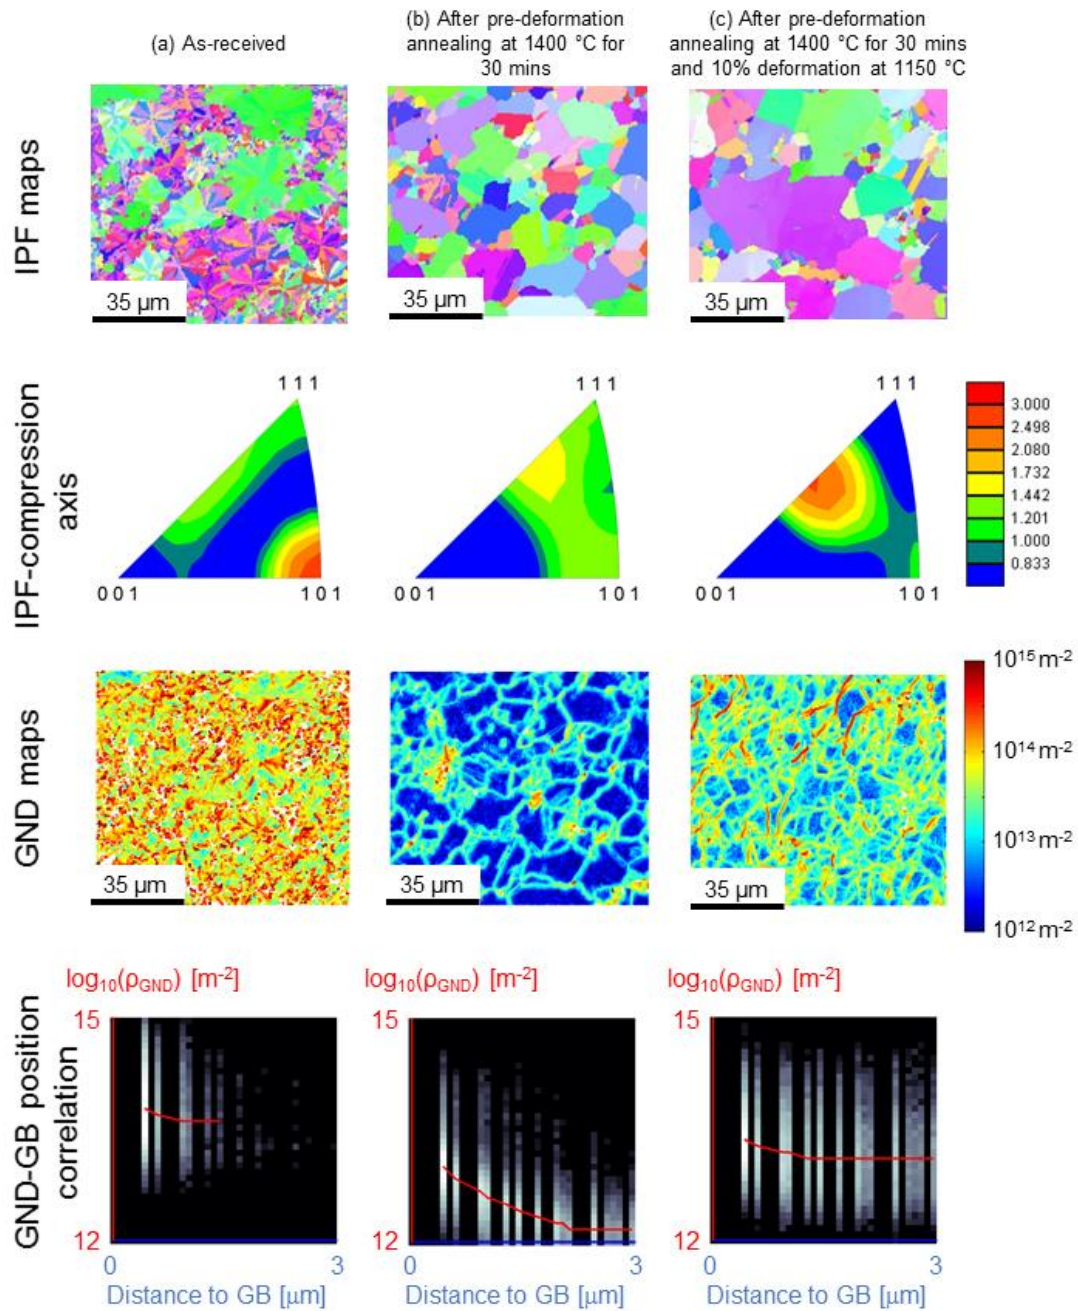 (a) As-received
(b) After pre-deformation
annealing at 1400 °C for
30 mins
(c) After pre-deformation
annealing at 1400 °C for 30 mins
and 10% deformation at 1150 °C
IPF maps
35 µm
35 µm
35 µm
IPF-compression
axis
1 1 1
0 0 1
1 0 1
1 1 1
0 0 1
1 0 1
1 1 1
0 0 1
1 0 1
3.000
2.498
2.080
1.732
1.442
1.201
1.000
0.833
GND maps
35 µm
35 µm
35 µm
10¹⁵ m⁻²
10¹⁴ m⁻²
10¹³ m⁻²
10¹² m⁻²
GND-GB position
correlation
log₁₀(ρGND) [m⁻²]
15
12
0
3
Distance to GB [µm]
log₁₀(ρGND) [m⁻²]
15
12
0
3
Distance to GB [µm]
log₁₀(ρGND) [m⁻²]
15
12
0
3
Distance to GB [µm]